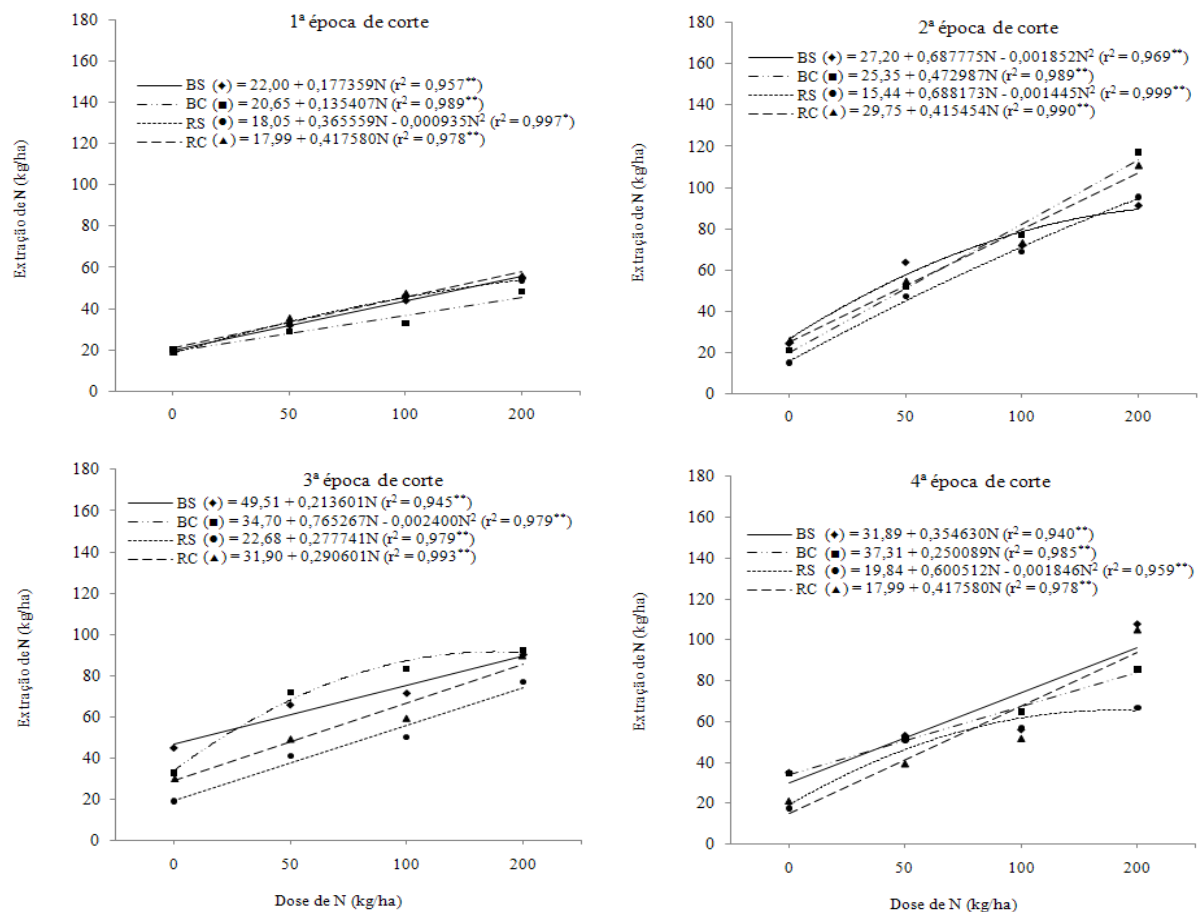 1ª época de corte
Extração de N (kg/ha)
180
160
140
120
100
80
60
40
20
0
BS (♦) = 22,00 + 0,177359N (r² = 0,957**)
BC (■) = 20,65 + 0,135407N (r² = 0,989**)
RS (●) = 18,05 + 0,365559N - 0,000935N² (r² = 0,997*)
RC (▲) = 17,99 + 0,417580N (r² = 0,978**)
0 50 100 200
2ª época de corte
Extração de N (kg/ha)
180
160
140
120
100
80
60
40
20
0
BS (♦) = 27,20 + 0,687775N - 0,001852N² (r² = 0,969**)
BC (■) = 25,35 + 0,472987N (r² = 0,989**)
RS (●) = 15,44 + 0,688173N - 0,001445N² (r² = 0,999**)
RC (▲) = 29,75 + 0,415454N (r² = 0,990**)
0 50 100 200
3ª época de corte
Extração de N (kg/ha)
180
160
140
120
100
80
60
40
20
0
BS (♦) = 49,51 + 0,213601N (r² = 0,945**)
BC (■) = 34,70 + 0,765267N - 0,002400N² (r² = 0,979**)
RS (●) = 22,68 + 0,277741N (r² = 0,979**)
RC (▲) = 31,90 + 0,290601N (r² = 0,993**)
0 50 100 200
Dose de N (kg/ha)
4ª época de corte
Extração de N (kg/ha)
180
160
140
120
100
80
60
40
20
0
BS (♦) = 31,89 + 0,354630N (r² = 0,940**)
BC (■) = 37,31 + 0,250089N (r² = 0,985**)
RS (●) = 19,84 + 0,600512N - 0,001846N² (r² = 0,959**)
RC (▲) = 17,99 + 0,417580N (r² = 0,978**)
0 50 100 200
Dose de N (kg/ha)